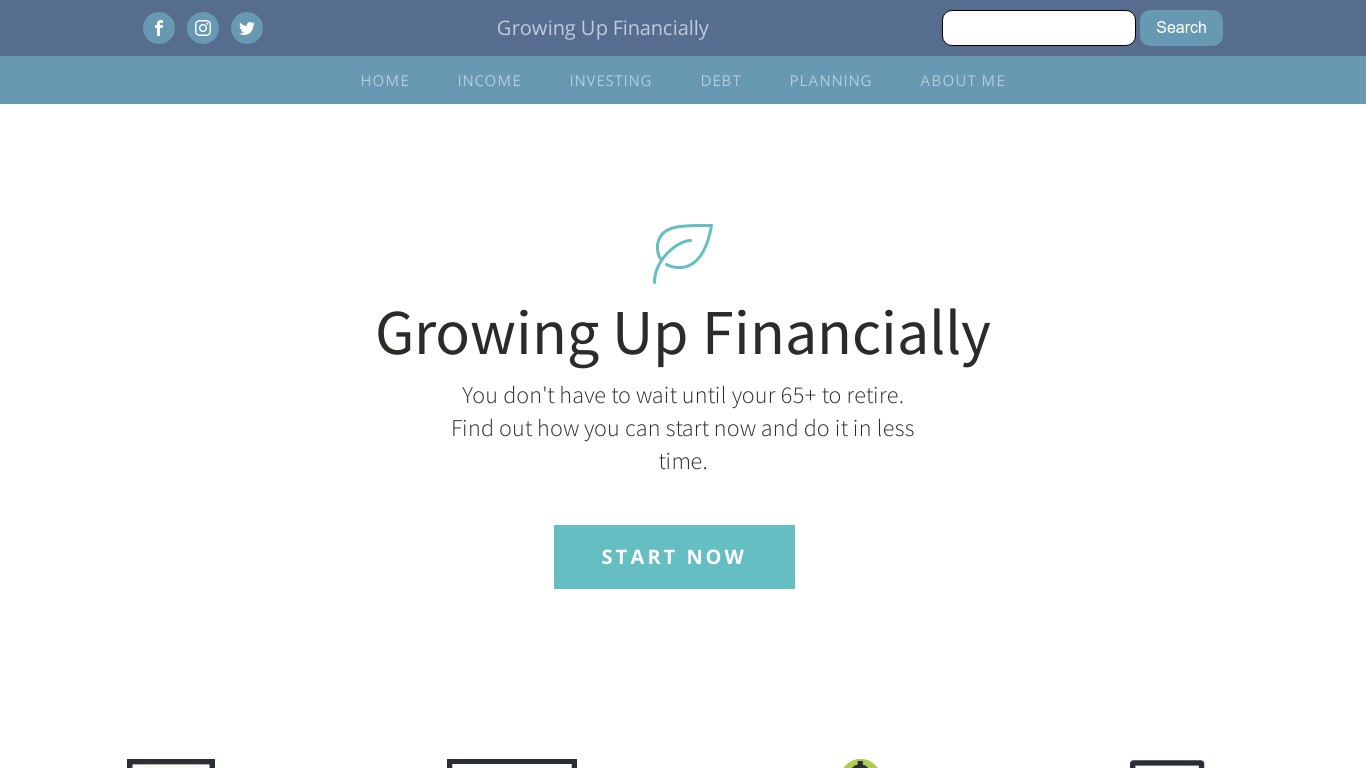 Growing Up Financially
Search
HOME
INCOME
INVESTING
DEBT
PLANNING
ABOUT ME
Growing Up Financially
You don't have to wait until your 65+ to retire.
Find out how you can start now and do it in less
time.
START NOW